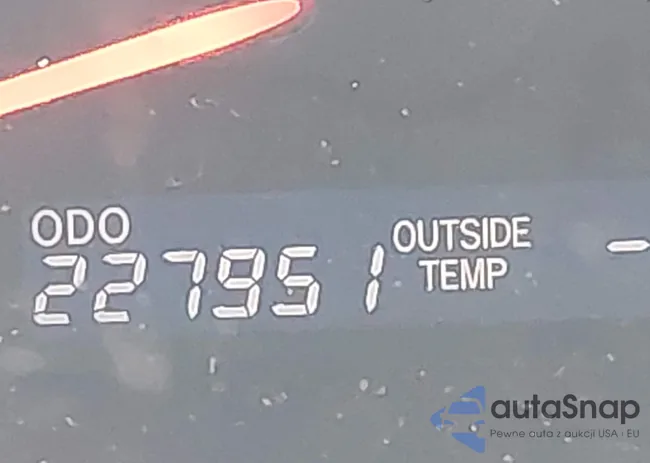 ODO
227951
OUTSIDE
TEMP
-
autaSnap
Pewne auta z aukcji USA · EU